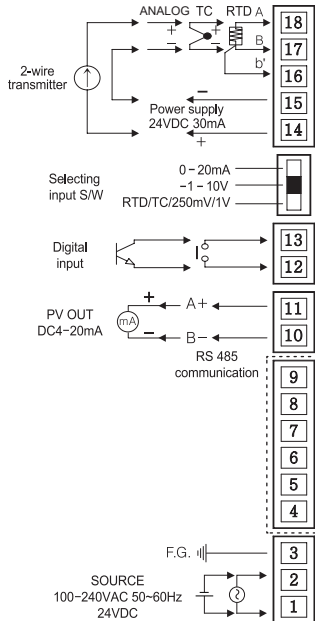 ANALOG TC RTD A 18
+ + B 17
− − b' 16
2-wire
transmitter
− 15
Power supply
24VDC 30mA
+ 14
Selecting
input S/W
0−20mA
−1−10V
RTD/TC/250mV/1V
Digital
input
13
12
PV OUT
DC4~20mA
+ A+ 11
mA
− B− 10
RS 485
communication
9
8
7
6
5
4
F.G. 3
SOURCE
100~240VAC 50~60Hz
24VDC
2
1